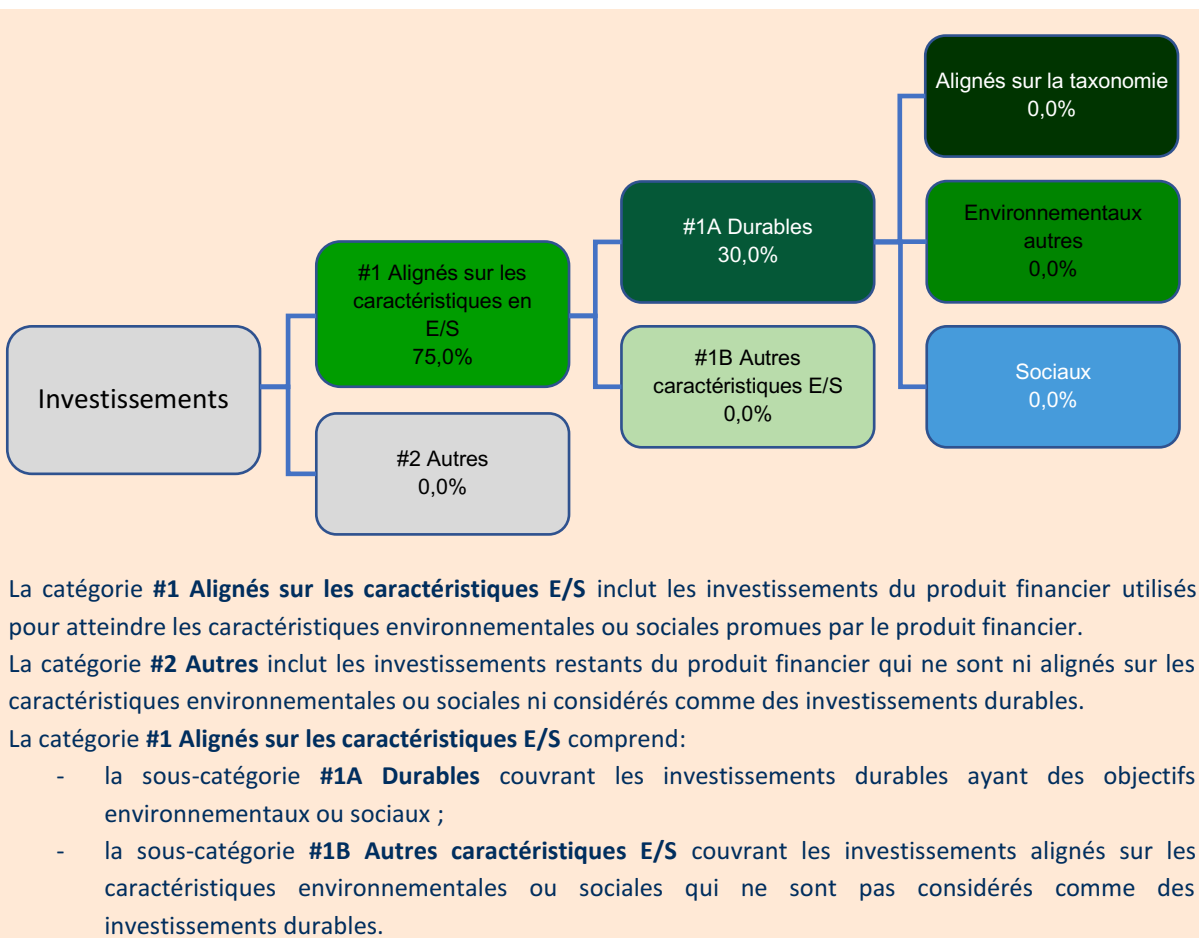 Investissements
#1 Alignés sur les
caractéristiques en
E/S
75,0%
#2 Autres
0,0%
#1A Durables
30,0%
#1B Autres
caractéristiques E/S
0,0%
Alignés sur la taxonomie
0,0%
Environnementaux
autres
0,0%
Sociaux
0,0%
La catégorie #1 Alignés sur les caractéristiques E/S inclut les investissements du produit financier utilisés
pour atteindre les caractéristiques environnementales ou sociales promues par le produit financier.
La catégorie #2 Autres inclut les investissements restants du produit financier qui ne sont ni alignés sur les
caractéristiques environnementales ou sociales ni considérés comme des investissements durables.
La catégorie #1 Alignés sur les caractéristiques E/S comprend:
- la sous-catégorie #1A Durables couvrant les investissements durables ayant des objectifs
environnementaux ou sociaux ;
- la sous-catégorie #1B Autres caractéristiques E/S couvrant les investissements alignés sur les
caractéristiques environnementales ou sociales qui ne sont pas considérés comme des
investissements durables.